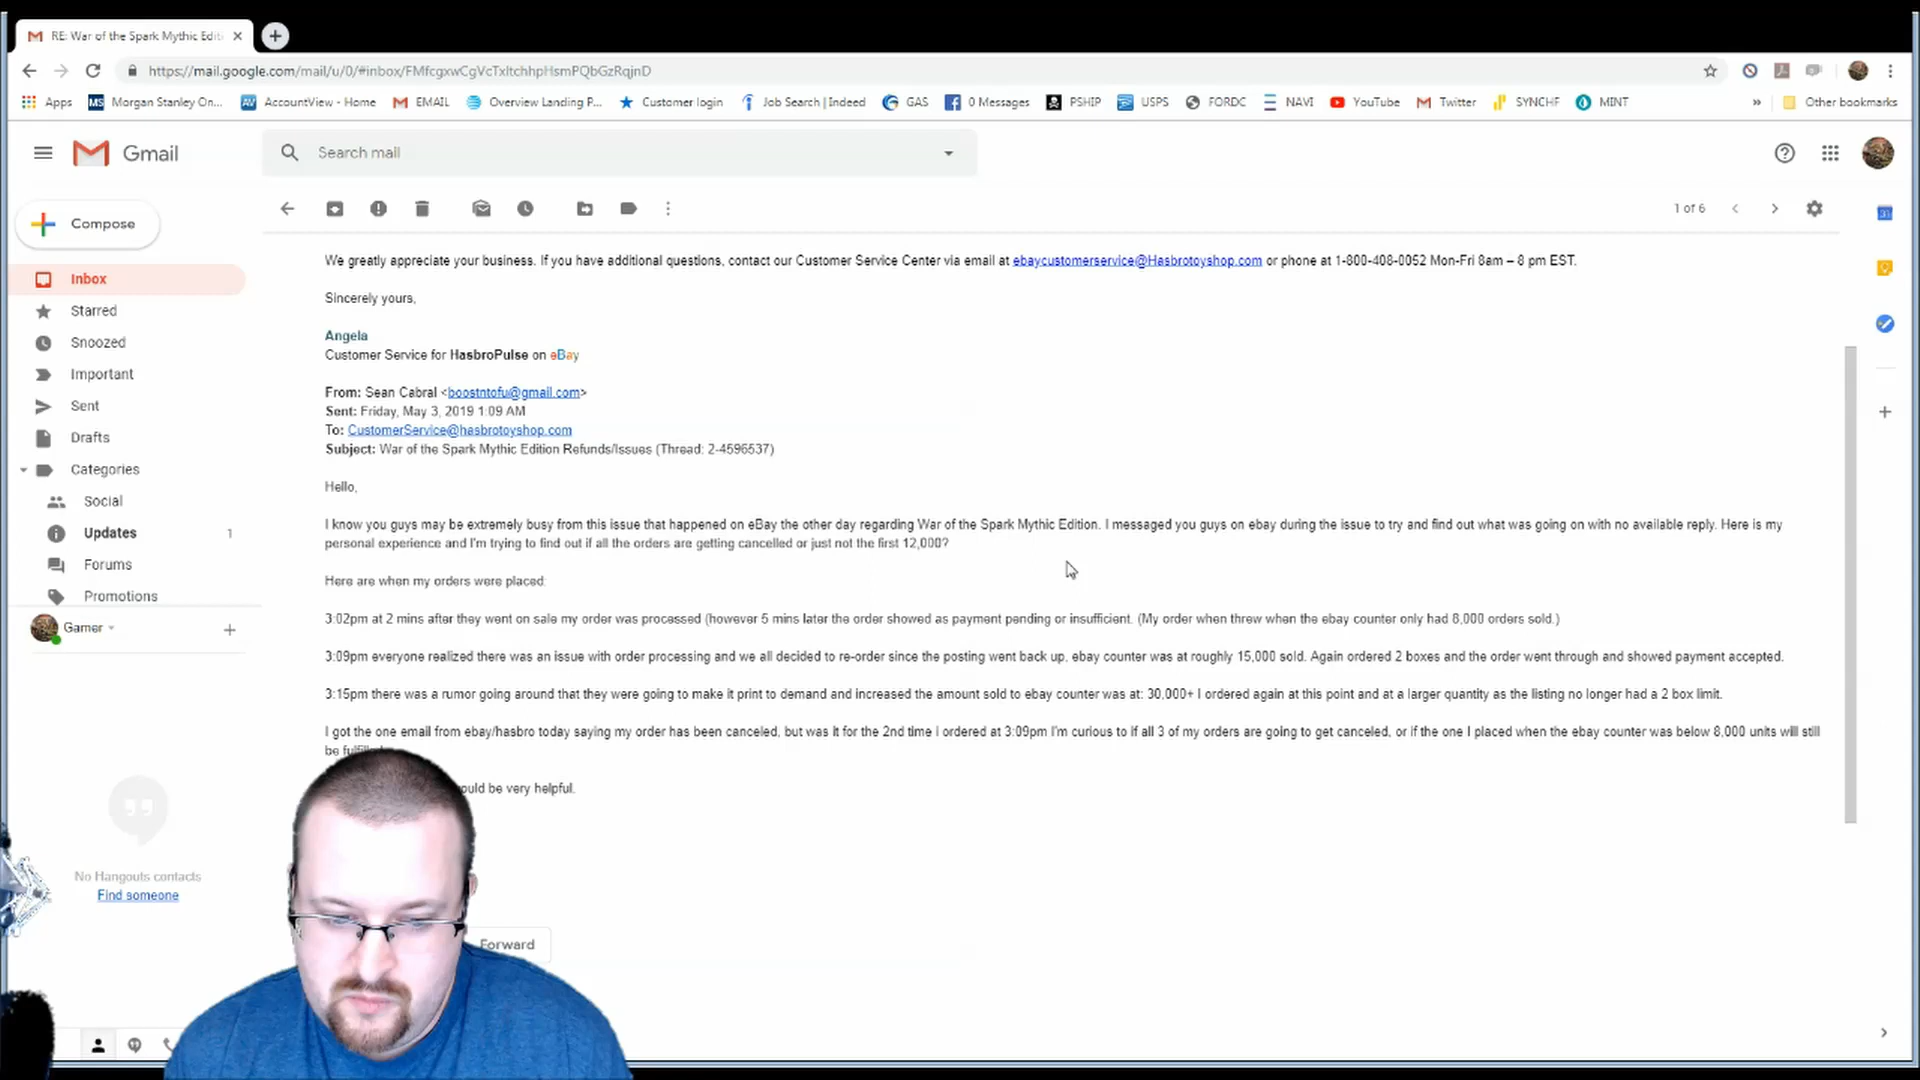 RE: War of the Spark Mythic Edit
https://mail.google.com/mail/u/0/#inbox/FMfcgxwCgVcTxltchhpHsmPQbGzRqjnD
Apps Morgan Stanley On... AccountView - Home EMAIL Overview Landing P... Customer login Job Search | Indeed GAS 0 Messages PSHIP USPS FORDC NAVI YouTube Twitter SYNCHF MINT » Other bookmarks
Gmail
Search mail
Compose
1 of 6
Inbox
Starred
Snoozed
Important
Sent
Drafts
Categories
Social
Updates 1
Forums
Promotions
Gamer
No Hangouts contacts
Find someone
We greatly appreciate your business. If you have additional questions, contact our Customer Service Center via email at ebaycustomerservice@Hasbrotoyshop.com or phone at 1-800-408-0052 Mon-Fri 8am – 8 pm EST.
Sincerely yours,
Angela
Customer Service for HasbroPulse on eBay
From: Sean Cabral <boostntofu@gmail.com>
Sent: Friday, May 3, 2019 1:09 AM
To: CustomerService@hasbrotoyshop.com
Subject: War of the Spark Mythic Edition Refunds/Issues (Thread: 2-4596537)
Hello,
I know you guys may be extremely busy from this issue that happened on eBay the other day regarding War of the Spark Mythic Edition. I messaged you guys on ebay during the issue to try and find out what was going on with no available reply. Here is my
personal experience and I'm trying to find out if all the orders are getting cancelled or just not the first 12,000?
Here are when my orders were placed:
3:02pm at 2 mins after they went on sale my order was processed (however 5 mins later the order showed as payment pending or insufficient. (My order when threw when the ebay counter only had 8,000 orders sold.)
3:09pm everyone realized there was an issue with order processing and we all decided to re-order since the posting went back up, ebay counter was at roughly 15,000 sold. Again ordered 2 boxes and the order went through and showed payment accepted.
3:15pm there was a rumor going around that they were going to make it print to demand and increased the amount sold to ebay counter was at: 30,000+ I ordered again at this point and at a larger quantity as the listing no longer had a 2 box limit.
I got the one email from ebay/hasbro today saying my order has been canceled, but was it for the 2nd time I ordered at 3:09pm I'm curious to if all 3 of my orders are going to get canceled, or if the one I placed when the ebay counter was below 8,000 units will still
be
be very helpful.
Forward